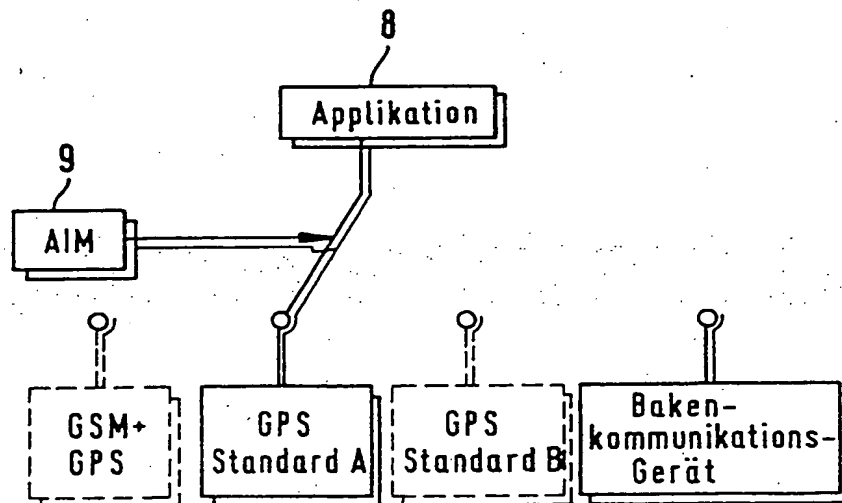 8
Applikation
9
AIM
GSM+
GPS
GPS
Standard A
GPS
Standard B
Baken-
kommunikations-
Gerät